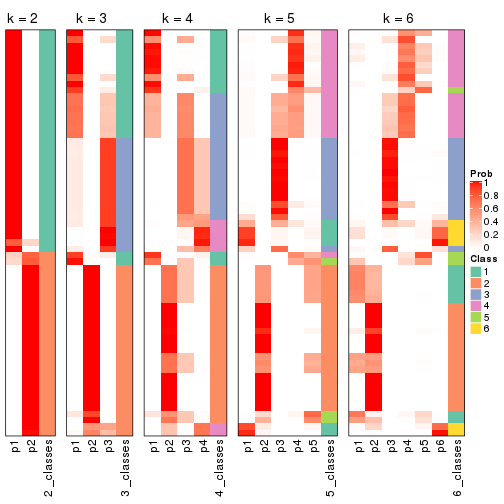 k = 2
k = 3
k = 4
k = 5
k = 6
Prob
1
0.8
0.6
0.4
0.2
0
Class
1
2
3
4
5
6
p1
p2
2_classes
p1
p2
p3
3_classes
p1
p2
p3
p4
4_classes
p1
p2
p3
p4
p5
5_classes
p1
p2
p3
p4
p5
p6
6_classes